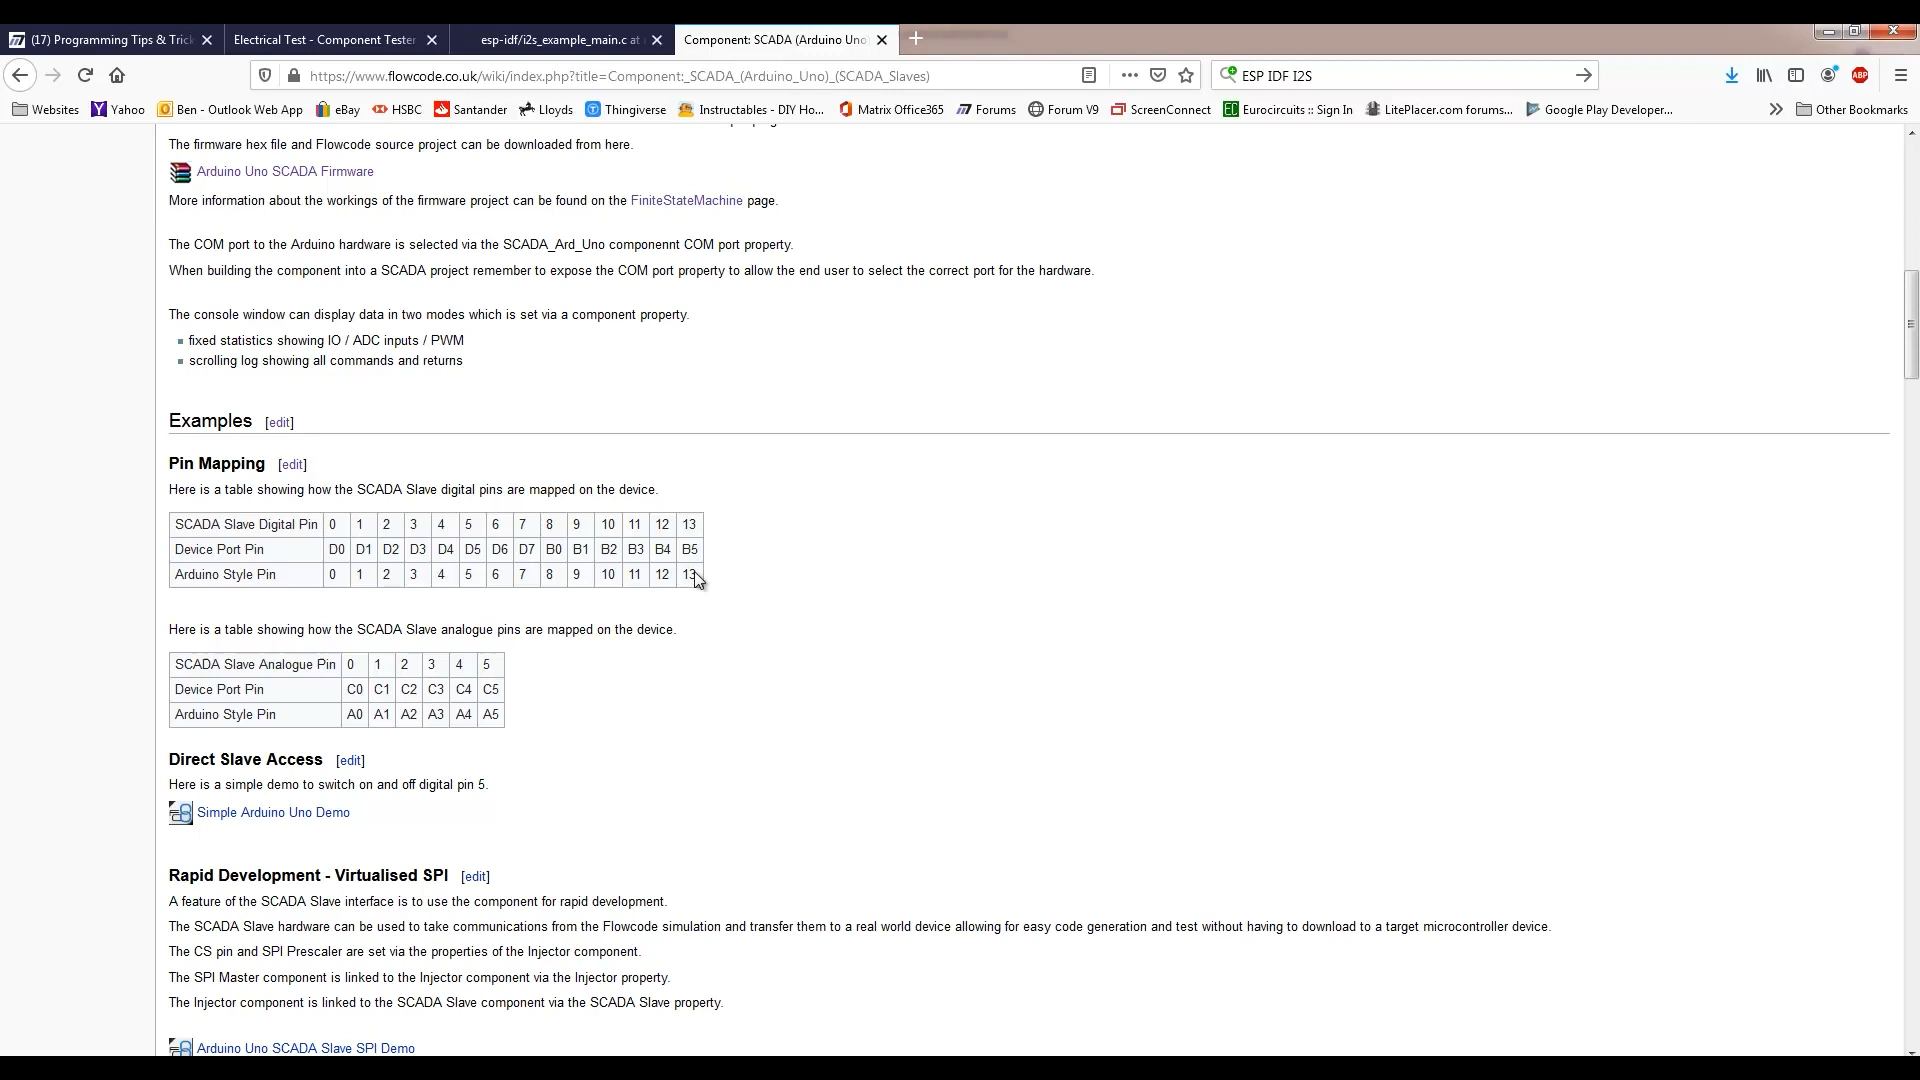 (17) Programming Tips & Trick
Electrical Test - Component Tester
esp-idf/i2s_example_main.c at
Component: SCADA (Arduino Uno)
https://www.flowcode.co.uk/wiki/index.php?title=Component:_SCADA_(Arduino_Uno)_(SCADA_Slaves)
ESP IDF I2S
Websites Yahoo Ben - Outlook Web App eBay HSBC Santander Lloyds Thingiverse Instructables - DIY Ho... Matrix Office365 Forums Forum V9 ScreenConnect Eurocircuits :: Sign In LitePlacer.com forums... Google Play Developer... Other Bookmarks
The firmware hex file and Flowcode source project can be downloaded from here.
Arduino Uno SCADA Firmware
More information about the workings of the firmware project can be found on the FiniteStateMachine page.
The COM port to the Arduino hardware is selected via the SCADA_Ard_Uno componennt COM port property.
When building the component into a SCADA project remember to expose the COM port property to allow the end user to select the correct port for the hardware.
The console window can display data in two modes which is set via a component property.
fixed statistics showing IO / ADC inputs / PWM
scrolling log showing all commands and returns
Examples [edit]
Pin Mapping [edit]
Here is a table showing how the SCADA Slave digital pins are mapped on the device.
SCADA Slave Digital Pin 0 1 2 3 4 5 6 7 8 9 10 11 12 13
Device Port Pin D0 D1 D2 D3 D4 D5 D6 D7 B0 B1 B2 B3 B4 B5
Arduino Style Pin 0 1 2 3 4 5 6 7 8 9 10 11 12 13
Here is a table showing how the SCADA Slave analogue pins are mapped on the device.
SCADA Slave Analogue Pin 0 1 2 3 4 5
Device Port Pin C0 C1 C2 C3 C4 C5
Arduino Style Pin A0 A1 A2 A3 A4 A5
Direct Slave Access [edit]
Here is a simple demo to switch on and off digital pin 5.
Simple Arduino Uno Demo
Rapid Development - Virtualised SPI [edit]
A feature of the SCADA Slave interface is to use the component for rapid development.
The SCADA Slave hardware can be used to take communications from the Flowcode simulation and transfer them to a real world device allowing for easy code generation and test without having to download to a target microcontroller device.
The CS pin and SPI Prescaler are set via the properties of the Injector component.
The SPI Master component is linked to the Injector component via the Injector property.
The Injector component is linked to the SCADA Slave component via the SCADA Slave property.
Arduino Uno SCADA Slave SPI Demo